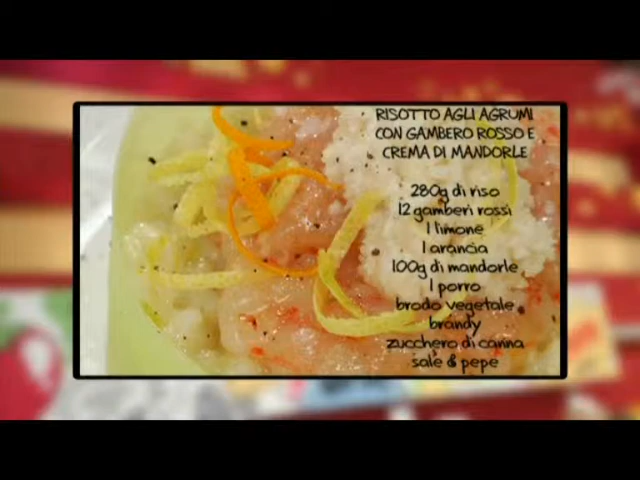 RISOTTO AGLI AGRUMI
CON GAMBERO ROSSO E
CREMA DI MANDORLE
280g di riso
12 gamberi rossi
1 limone
1 arancia
100g di mandorle
1 porro
brodo vegetale
brandy
zucchero di canna
sale & pepe